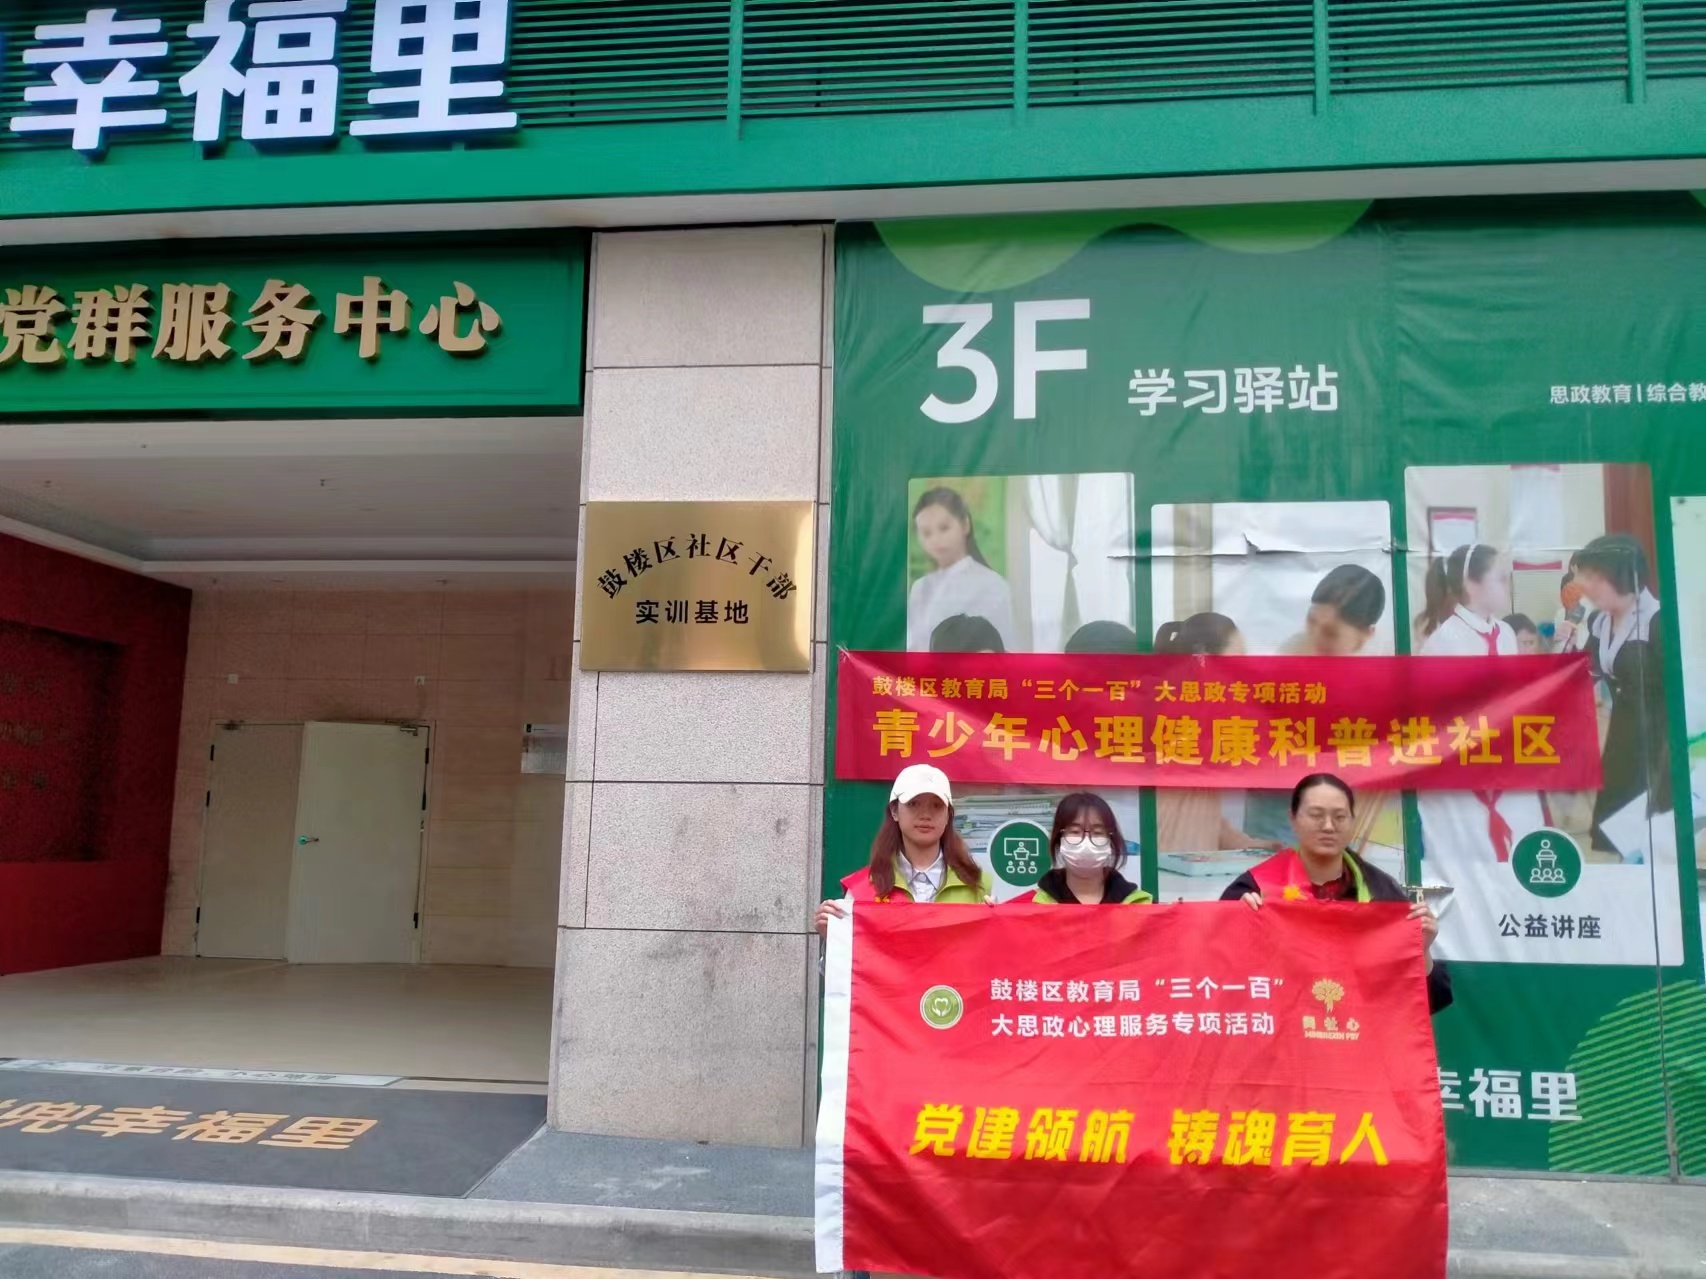 幸福里
党群服务中心
鼓楼区社区干部
实训基地
3F 学习驿站
思政教育|综合教
鼓楼区教育局“三个一百”大思政专项活动
青少年心理健康科普进社区
公益讲座
鼓楼区教育局“三个一百”
大思政心理服务专项活动
党建领航 铸魂育人
幸福里
兜幸福里